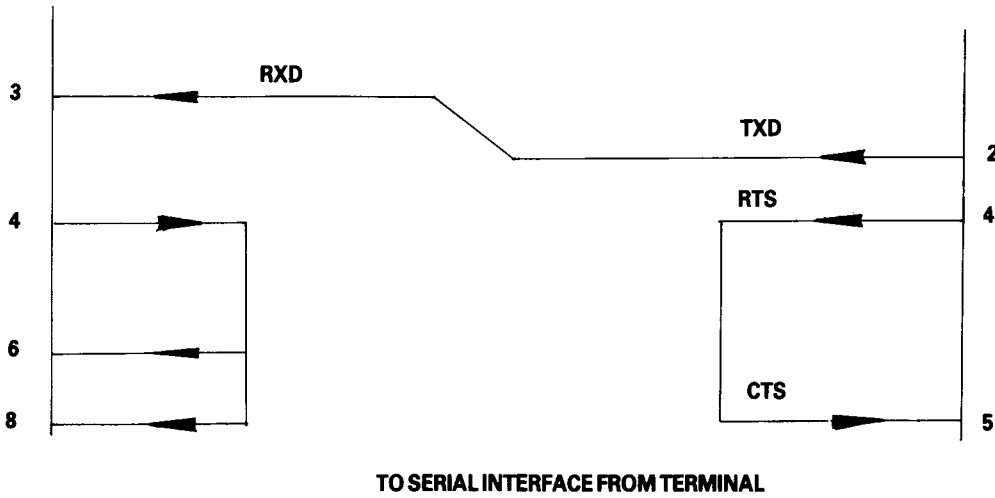 RXD
3
TXD
2
4
RTS
4
6
CTS
8
5
TO SERIAL INTERFACE FROM TERMINAL